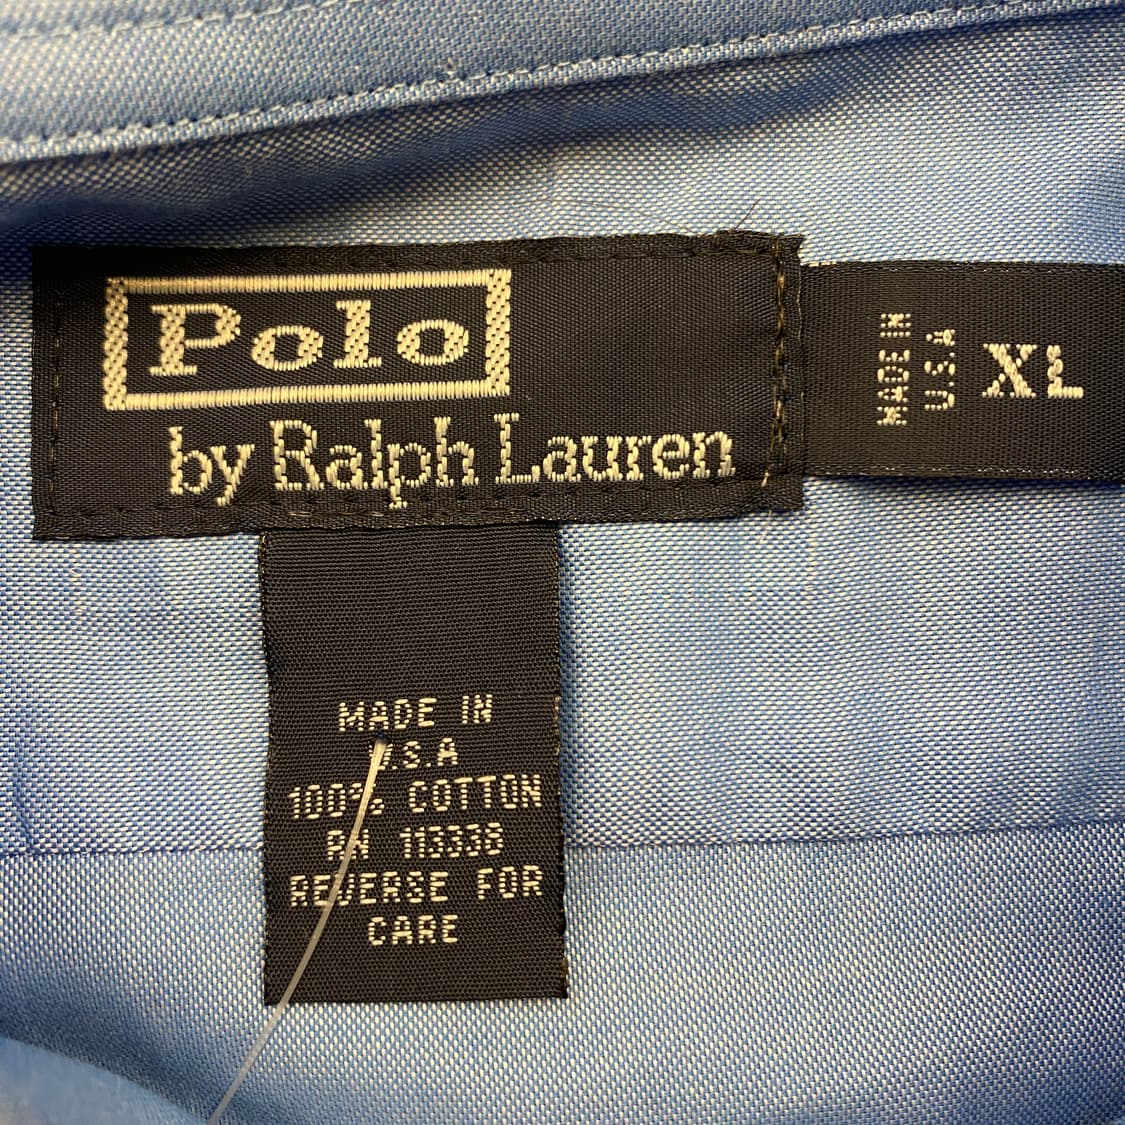 Polo
by Ralph Lauren
MADE IN
U.S.A
XL
MADE IN
U.S.A
100% COTTON
RN 113338
REVERSE FOR
CARE